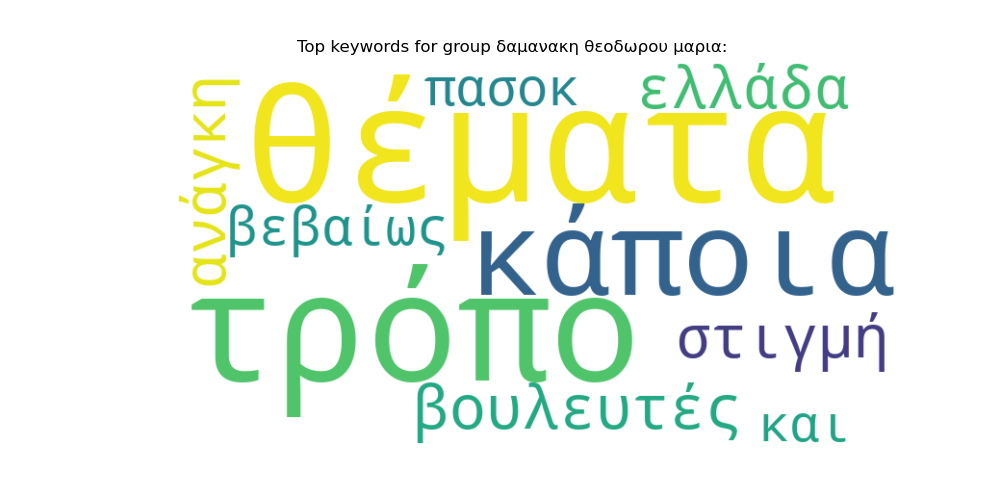 Top keywords for group δαμανακη θεοδωρου μαρια:
πασοκ
ελλάδα
ανάγκη
θέματα
βεβαίως
κάποια
τρόπο
στιγμή
βουλευτές
και